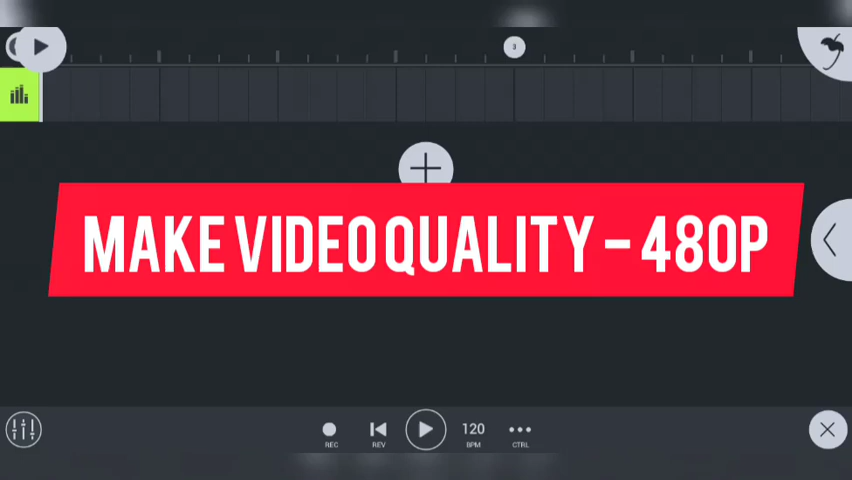 3
MAKE VIDEO QUALITY - 480P
120
REC
REV
BPM
CTRL